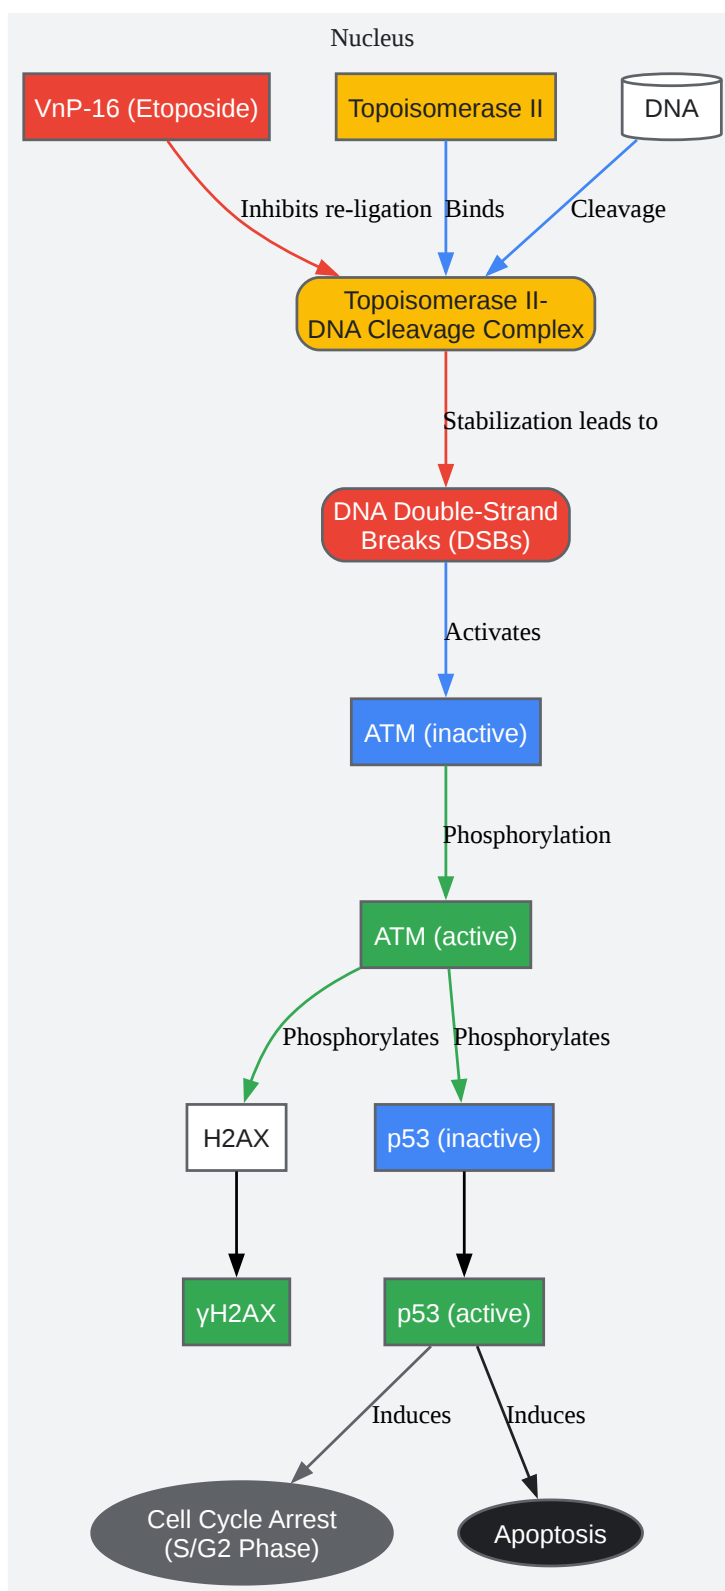 Nucleus
VnP-16 (Etoposide)
Topoisomerase II
DNA
Inhibits re-ligation
Binds
Cleavage
Topoisomerase II-
DNA Cleavage Complex
Stabilization leads to
DNA Double-Strand
Breaks (DSBs)
Activates
ATM (inactive)
Phosphorylation
ATM (active)
Phosphorylates
Phosphorylates
H2AX
p53 (inactive)
γH2AX
p53 (active)
Induces
Induces
Cell Cycle Arrest
(S/G2 Phase)
Apoptosis